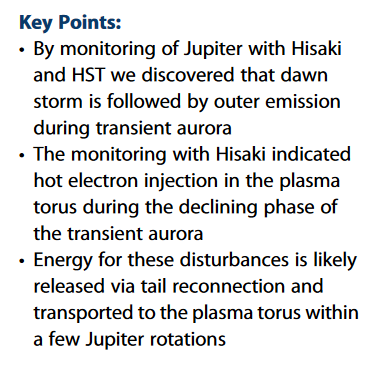 Key Points:
• By monitoring of Jupiter with Hisaki
and HST we discovered that dawn
storm is followed by outer emission
during transient aurora
• The monitoring with Hisaki indicated
hot electron injection in the plasma
torus during the declining phase of
the transient aurora
• Energy for these disturbances is likely
released via tail reconnection and
transported to the plasma torus within
a few Jupiter rotations